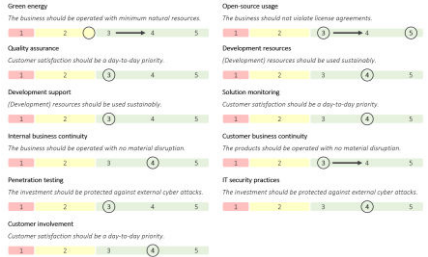 Green energy
The business should be operated with minimum natural resources.
1 2 3 4 5
Quality assurance
Customer satisfaction should be a day-to-day priority.
1 2 3 4 5
Development support
(Development) resources should be used sustainably.
1 2 3 4 5
Internal business continuity
The business should be operated with no material disruption.
1 2 3 4 5
Penetration testing
The investment should be protected against external cyber attacks.
1 2 3 4 5
Customer involvement
Customer satisfaction should be a day-to-day priority.
1 2 3 4 5
Open-source usage
The business should not violate license agreements.
1 2 3 4 5
Development resources
(Development) resources should be used sustainably.
1 2 3 4 5
Solution monitoring
Customer satisfaction should be a day-to-day priority.
1 2 3 4 5
Customer business continuity
The products should be operated with no material disruption.
1 2 3 4 5
IT security practices
The investment should be protected against external cyber attacks.
1 2 3 4 5